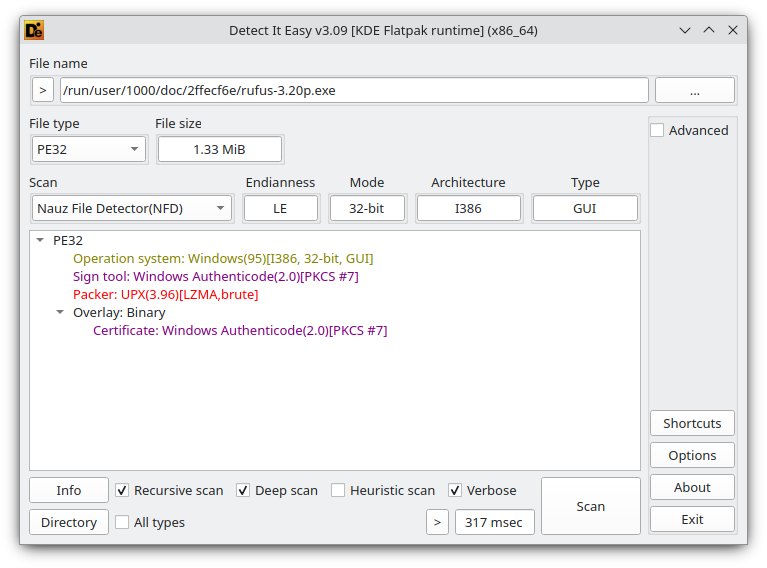 Detect It Easy v3.09 [KDE Flatpak runtime] (x86_64)
File name
> /run/user/1000/doc/2ffecf6e/rufus-3.20p.exe ...
File type File size
Advanced
PE32 1.33 MiB
Scan Endianness Mode Architecture Type
Nauz File Detector(NFD) LE 32-bit I386 GUI
PE32
Operation system: Windows(95)[I386, 32-bit, GUI]
Sign tool: Windows Authenticode(2.0)[PKCS #7]
Packer: UPX(3.96)[LZMA,brute]
Overlay: Binary
Certificate: Windows Authenticode(2.0)[PKCS #7]
Shortcuts
Options
About
Exit
Info Recursive scan Deep scan Heuristic scan Verbose
Scan
Directory All types > 317 msec